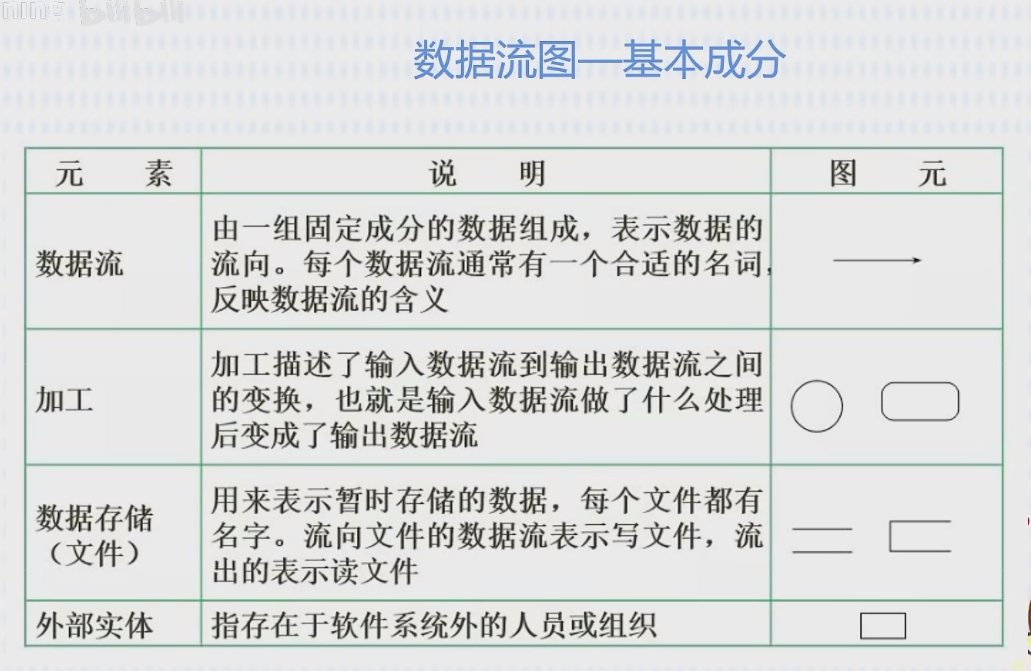 数据流图—基本成分
元 素 说 明 图 元
数据流
由一组固定成分的数据组成，表示数据的
流向。每个数据流通常有一个合适的名词，
反映数据流的含义
加工
加工描述了输入数据流到输出数据流之间
的变换，也就是输入数据流做了什么处理
后变成了输出数据流
数据存储
（文件）
用来表示暂时存储的数据，每个文件都有
名字。流向文件的数据流表示写文件，流
出的表示读文件
外部实体
指存在于软件系统外的人员或组织